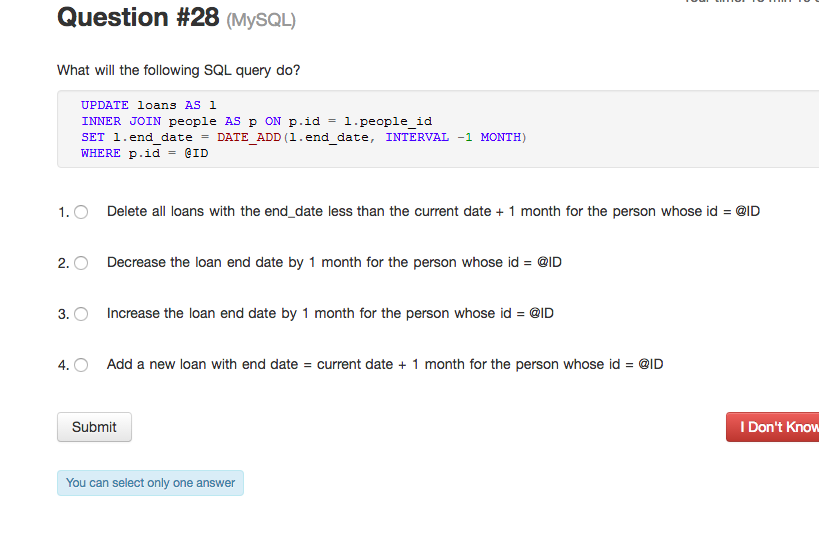 Question #28 (MySQL)
What will the following SQL query do?
UPDATE loans AS l
INNER JOIN people AS p ON p.id = l.people_id
SET l.end_date = DATE_ADD(l.end_date, INTERVAL -1 MONTH)
WHERE p.id = @ID
1. Delete all loans with the end_date less than the current date + 1 month for the person whose id = @ID
2. Decrease the loan end date by 1 month for the person whose id = @ID
3. Increase the loan end date by 1 month for the person whose id = @ID
4. Add a new loan with end date = current date + 1 month for the person whose id = @ID
Submit
I Don't Know
You can select only one answer